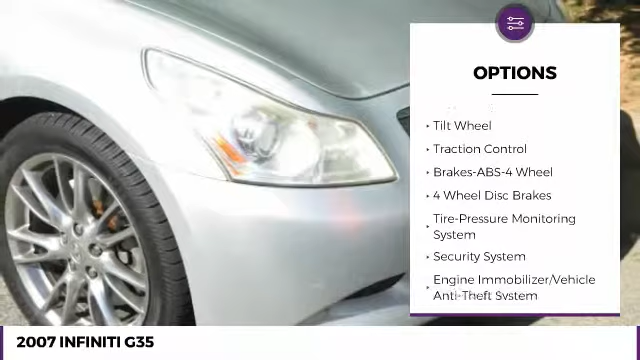 OPTIONS
Tilt Wheel
Traction Control
Brakes-ABS-4 Wheel
4 Wheel Disc Brakes
Tire-Pressure Monitoring
System
Security System
Engine Immobilizer/Vehicle
Anti-Theft System
2007 INFINITI G35